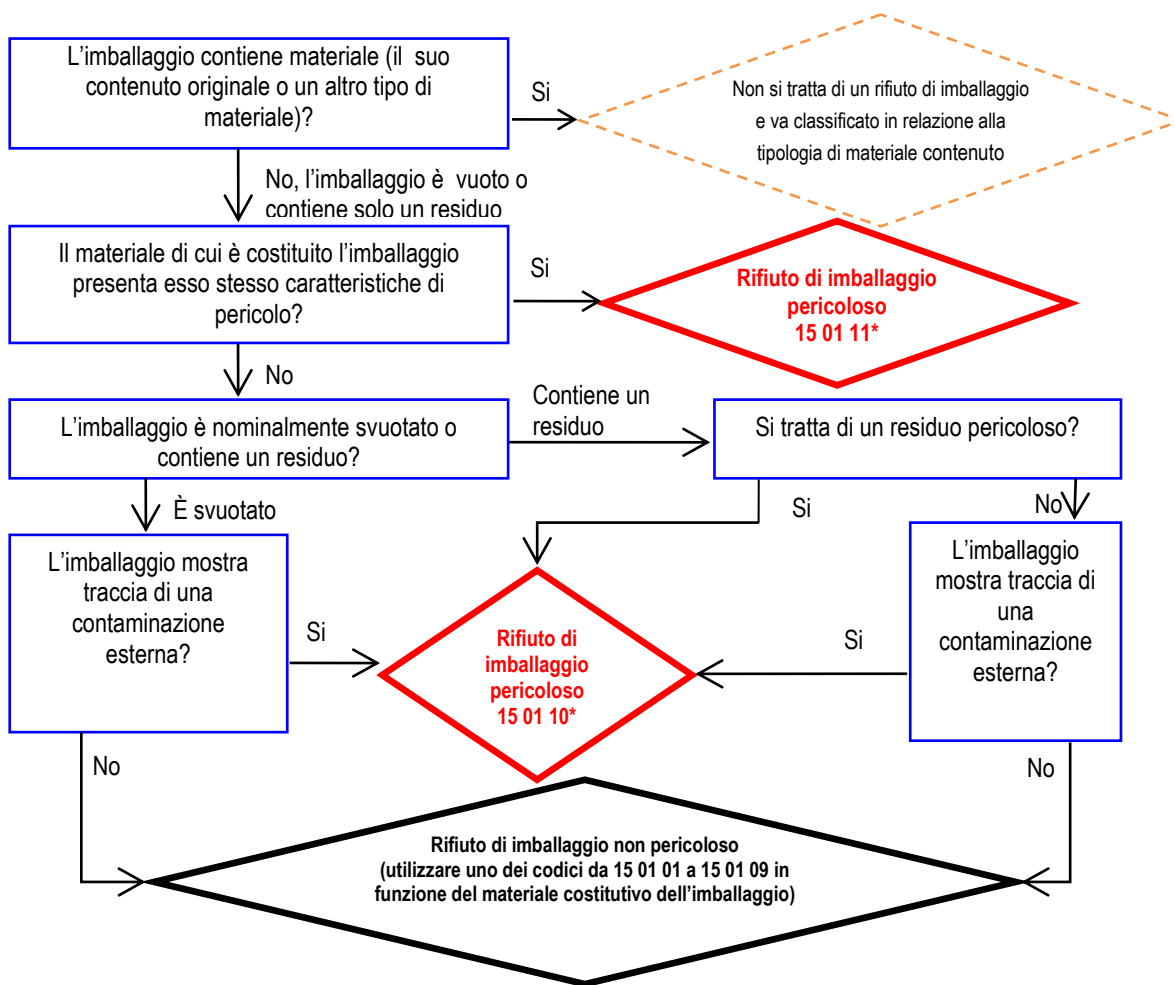 L'imballaggio contiene materiale (il suo
contenuto originale o un altro tipo di
materiale)?
Si
Non si tratta di un rifiuto di imballaggio
e va classificato in relazione alla
tipologia di materiale contenuto
No, l'imballaggio è vuoto o
contiene solo un residuo
Il materiale di cui è costituito l'imballaggio
presenta esso stesso caratteristiche di
pericolo?
Si
Rifiuto di imballaggio
pericoloso
15 01 11*
No
L'imballaggio è nominalmente svuotato o
contiene un residuo?
Contiene un
residuo
Si tratta di un residuo pericoloso?
È svuotato
Si
No
L'imballaggio mostra
traccia di una
contaminazione
esterna?
Si
Rifiuto di
imballaggio
pericoloso
15 01 10*
Si
L'imballaggio
mostra traccia di
una
contaminazione
esterna?
No
No
Rifiuto di imballaggio non pericoloso
(utilizzare uno dei codici da 15 01 01 a 15 01 09 in
funzione del materiale costitutivo dell'imballaggio)